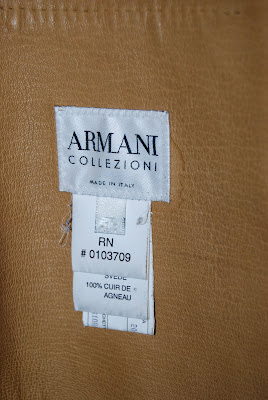 ARMANI
COLLEZIONI
MADE IN ITALY
RN
# 0103709
SVEDE
100% CUIR DE
AGNEAU